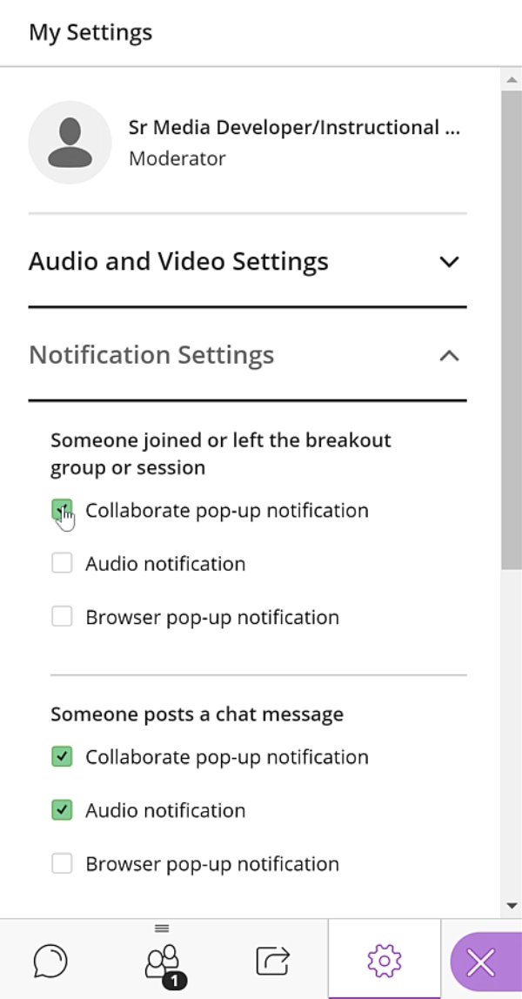 My Settings
Sr Media Developer/Instructional ...
Moderator
Audio and Video Settings
Notification Settings
Someone joined or left the breakout
group or session
Collaborate pop-up notification
Audio notification
Browser pop-up notification
Someone posts a chat message
Collaborate pop-up notification
Audio notification
Browser pop-up notification
1